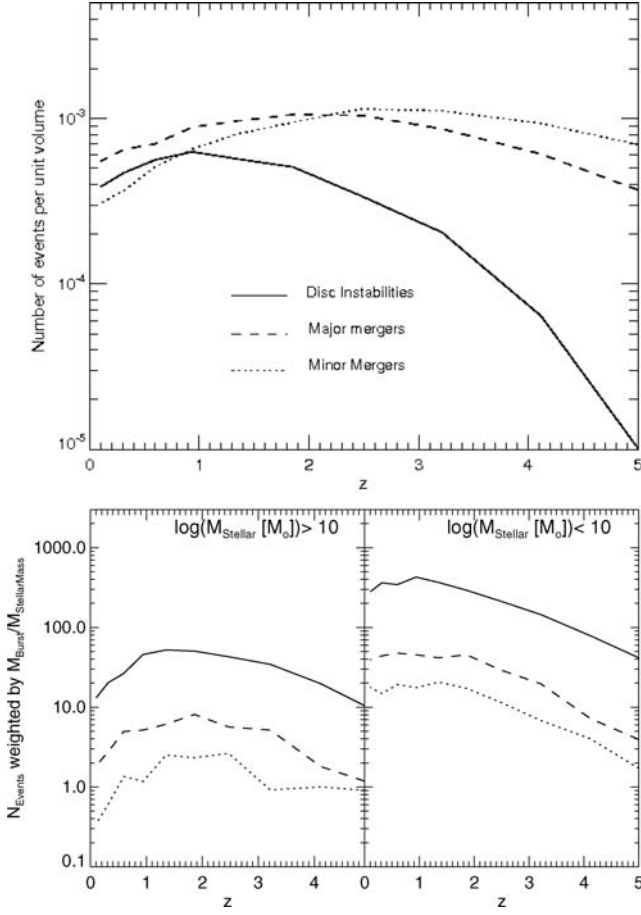 Number of events per unit volume
10^-2
10^-3
10^-4
10^-5
Disc Instabilities
Major mergers
Minor Mergers
0 1 2 3 4 5
z
N_Events weighted by M_Burst/M_StellarMass
log(M_Stellar [M_o])> 10
log(M_Stellar [M_o])< 10
1000.0
100.0
10.0
1.0
0.1
0 1 2 3 4
0 1 2 3 4 5
z
z